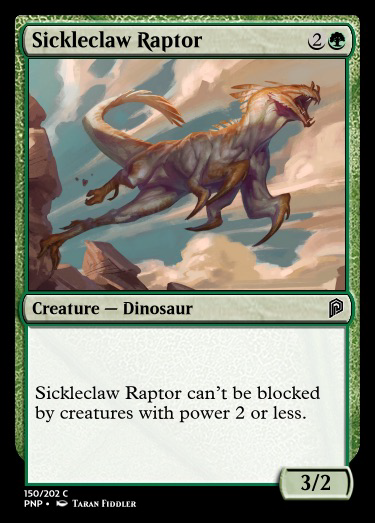 Sickleclaw Raptor 2
Creature — Dinosaur
Sickleclaw Raptor can't be blocked
by creatures with power 2 or less.
3/2
150/202 C
PNP • Taran Fiddler